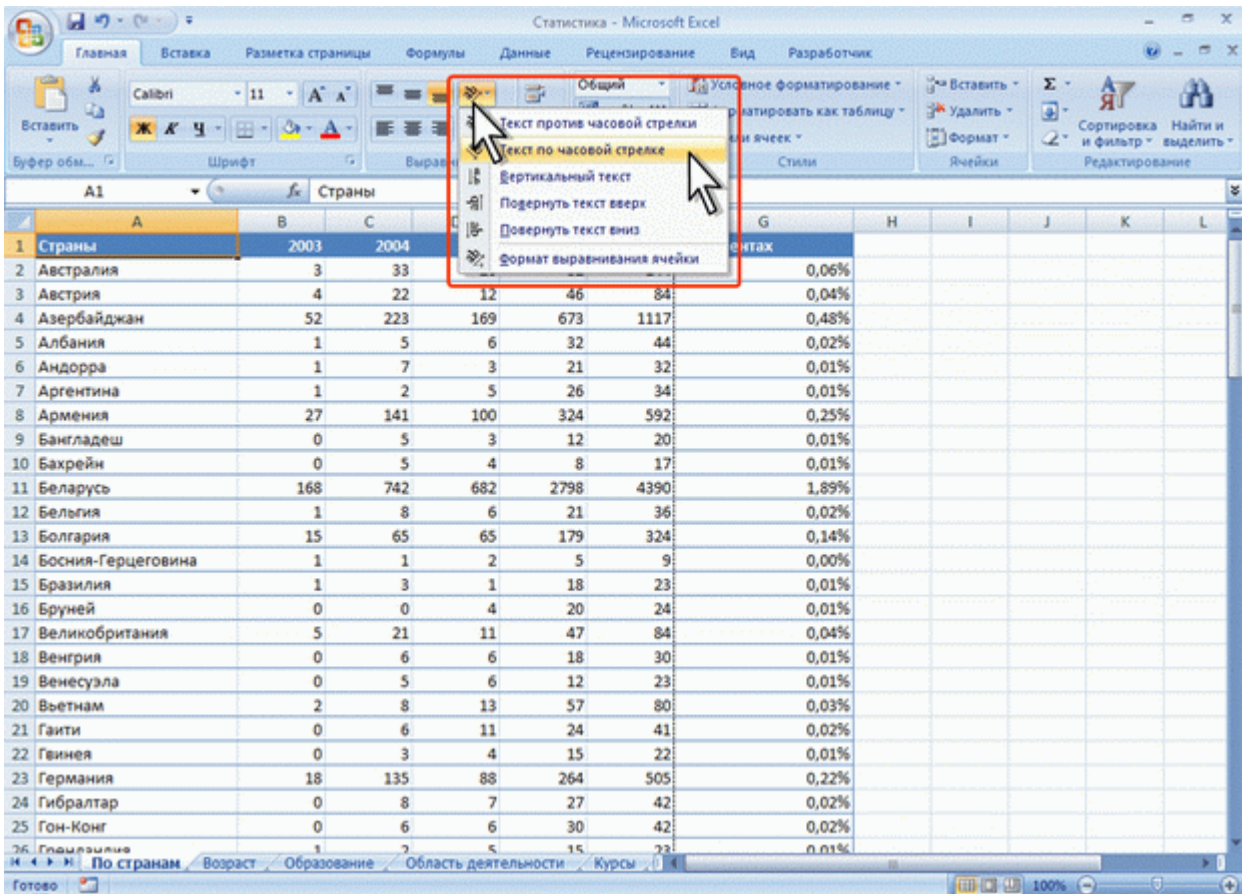 Статистика - Microsoft Excel
Главная Вставка Разметка страницы Формулы Данные Рецензирование Вид Разработчик
Calibri 11 Общий Условное форматирование Вставить Σ
Вставить Ж К Ч Удалить Сортировка и фильтр Найти и выделить
Формат
Буфер обм... Шрифт Стили Ячейки Редактирование
Текст против часовой стрелки
Текст по часовой стрелке
Вертикальный текст
Повернуть текст вверх
Повернуть текст вниз
Формат выравнивания ячейки
A1 fx Страны
A B C G H I J K L
1 Страны 2003 2004
2 Австралия 3 33 0,06%
3 Австрия 4 22 12 46 84 0,04%
4 Азербайджан 52 223 169 673 1117 0,48%
5 Албания 1 5 6 32 44 0,02%
6 Андорра 1 7 3 21 32 0,01%
7 Аргентина 1 2 5 26 34 0,01%
8 Армения 27 141 100 324 592 0,25%
9 Бангладеш 0 5 3 12 20 0,01%
10 Бахрейн 0 5 4 8 17 0,01%
11 Беларусь 168 742 682 2798 4390 1,89%
12 Бельгия 1 8 6 21 36 0,02%
13 Болгария 15 65 65 179 324 0,14%
14 Босния-Герцеговина 1 1 2 5 9 0,00%
15 Бразилия 1 3 1 18 23 0,01%
16 Бруней 0 0 4 20 24 0,01%
17 Великобритания 5 21 11 47 84 0,04%
18 Венгрия 0 6 6 18 30 0,01%
19 Венесуэла 0 5 6 12 23 0,01%
20 Вьетнам 2 8 13 57 80 0,03%
21 Гаити 0 6 11 24 41 0,02%
22 Гвинея 0 3 4 15 22 0,01%
23 Германия 18 135 88 264 505 0,22%
24 Гибралтар 0 8 7 27 42 0,02%
25 Гон-Конг 0 6 6 30 42 0,02%
26 Гренландия 1 2 5 15 23 0,01%
По странам Возраст Образование Область деятельности Курсы
Готово 100%